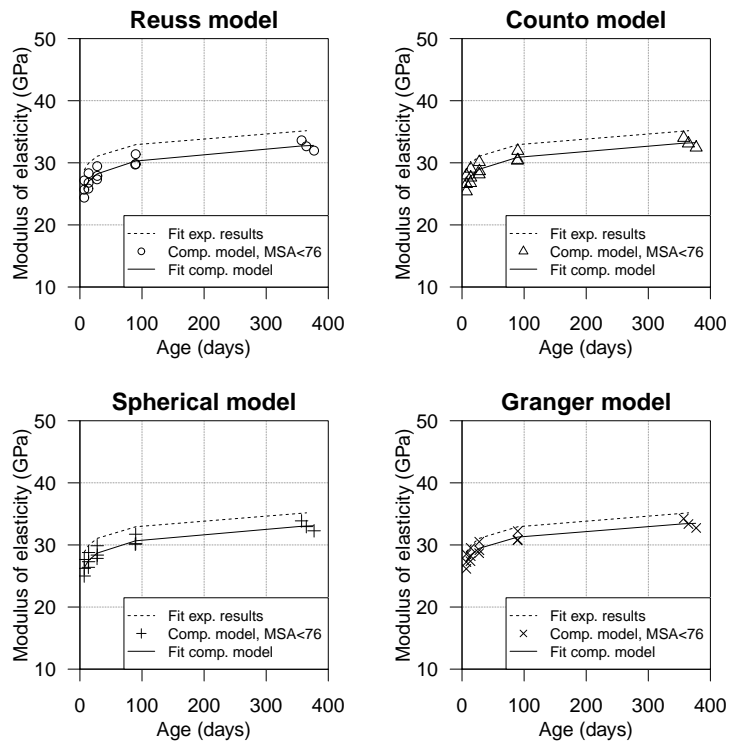 Reuss model
50
40
30
20
10
Modulus of elasticity (GPa)
Fit exp. results
Comp. model, MSA<76
Fit comp. model
0 100 200 300 400
Age (days)
Counto model
50
40
30
20
10
Modulus of elasticity (GPa)
Fit exp. results
Comp. model, MSA<76
Fit comp. model
0 100 200 300 400
Age (days)
Spherical model
50
40
30
20
10
Modulus of elasticity (GPa)
Fit exp. results
Comp. model, MSA<76
Fit comp. model
0 100 200 300 400
Age (days)
Granger model
50
40
30
20
10
Modulus of elasticity (GPa)
Fit exp. results
Comp. model, MSA<76
Fit comp. model
0 100 200 300 400
Age (days)